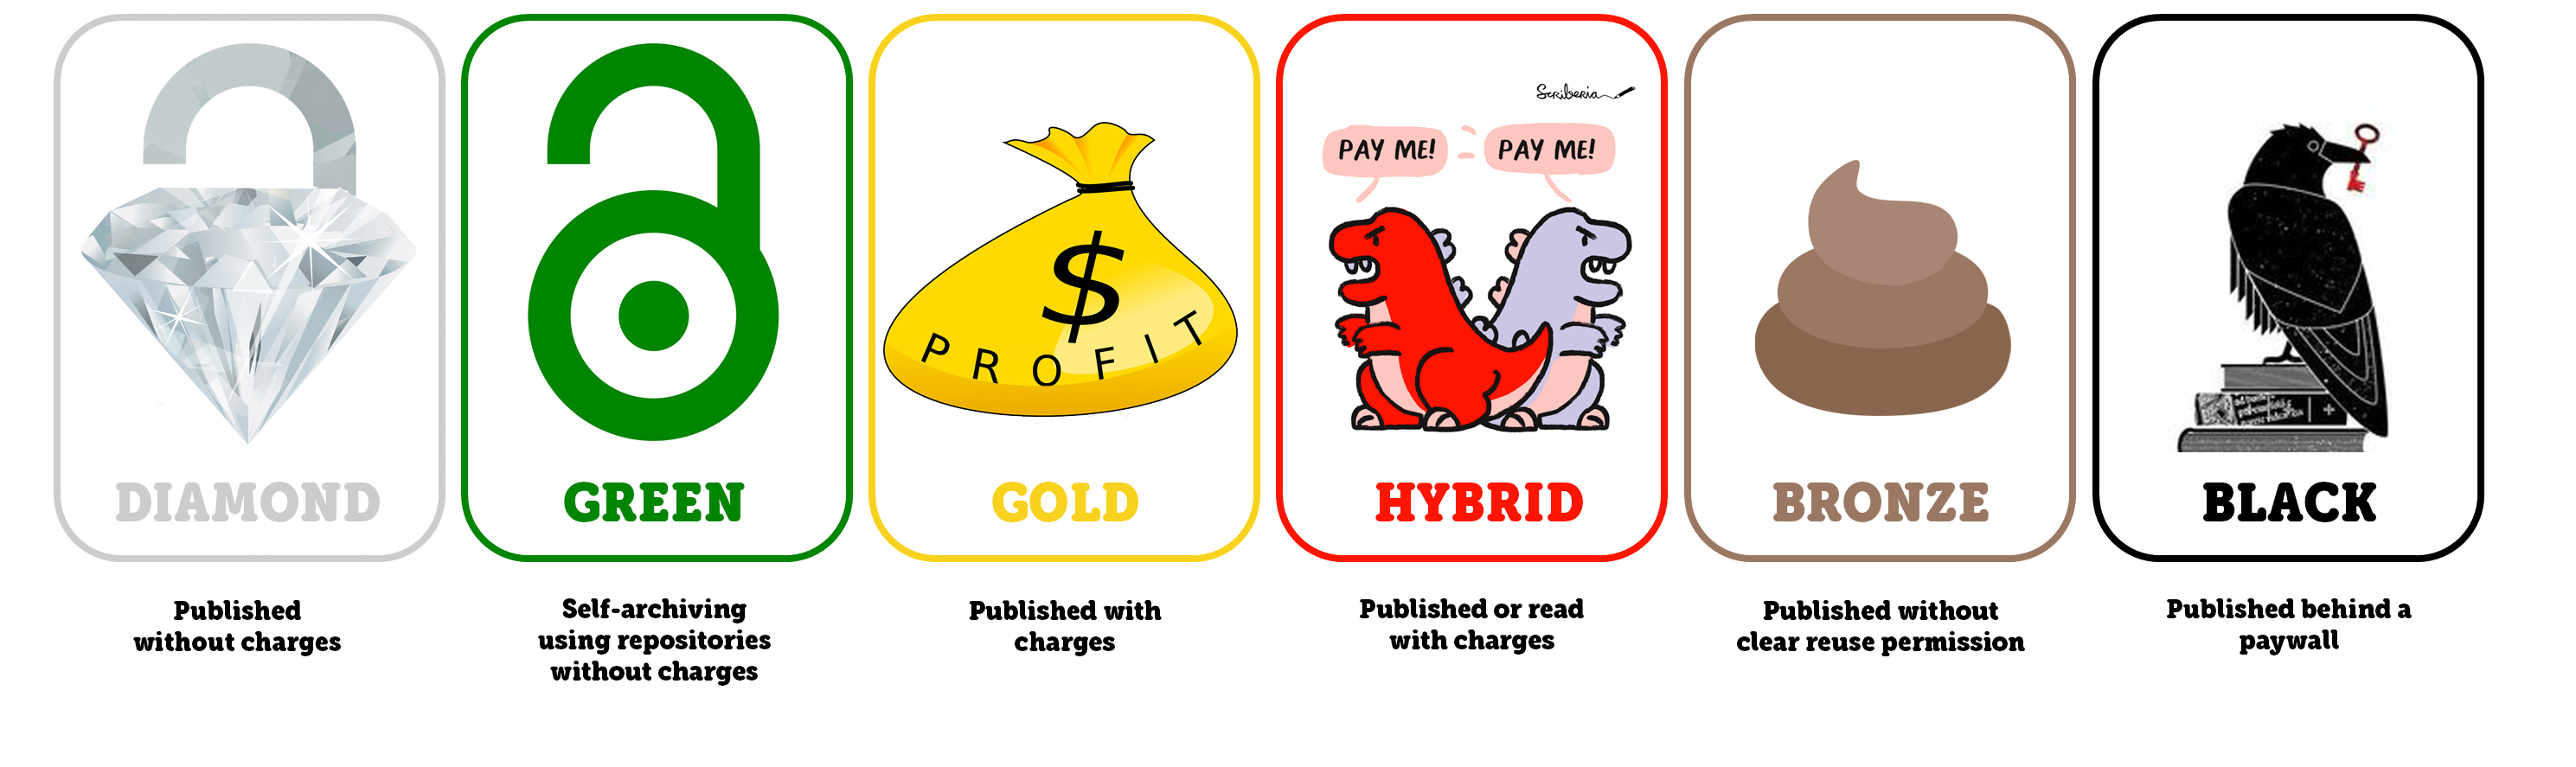 Scriberia
PAY ME!
PAY ME!
$
PROFIT
DIAMOND
GREEN
GOLD
HYBRID
BRONZE
BLACK
Published
without charges
Self-archiving
using repositories
without charges
Published with
charges
Published or read
with charges
Published without
clear reuse permission
Published behind a
paywall